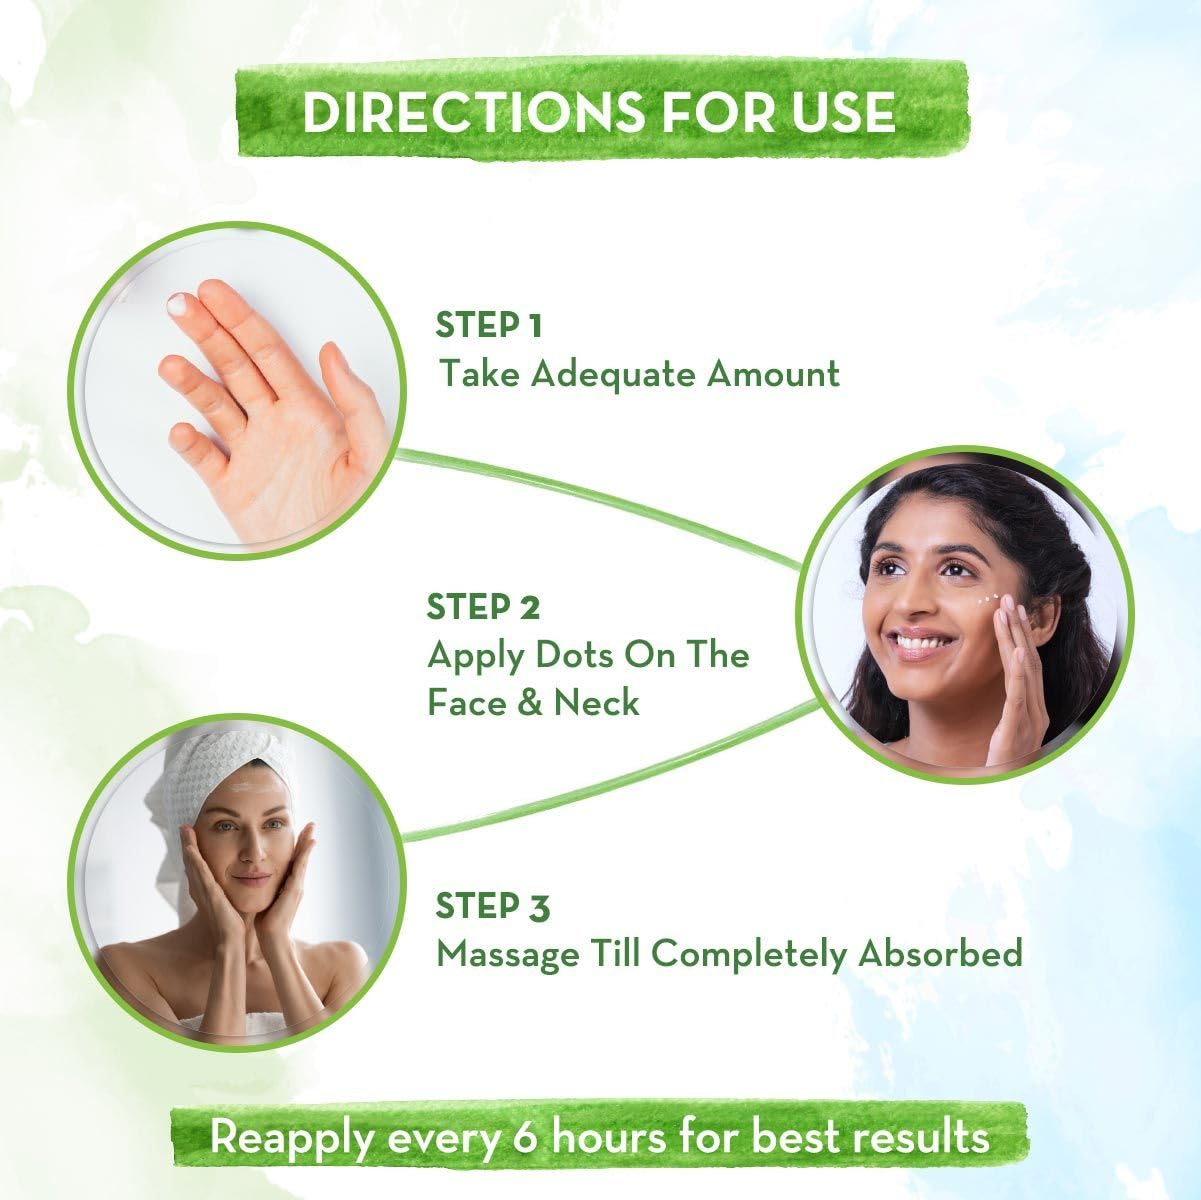 DIRECTIONS FOR USE
STEP 1
Take Adequate Amount
STEP 2
Apply Dots On The
Face & Neck
STEP 3
Massage Till Completely Absorbed
Reapply every 6 hours for best results